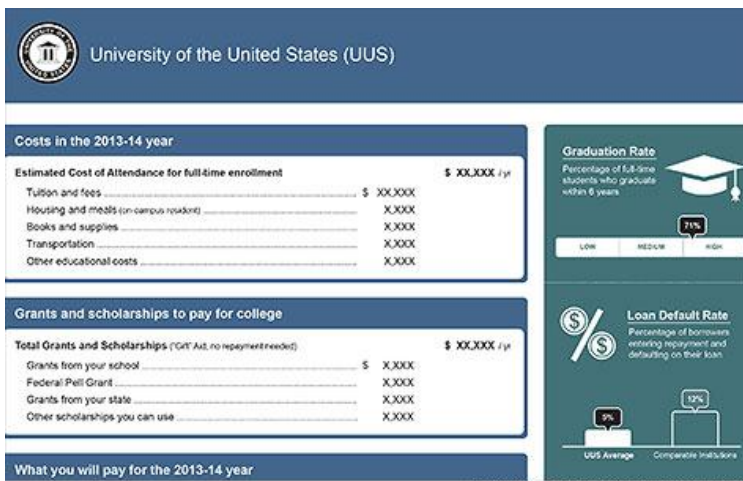 UNIVERSITY OF THE UNITED STATES
University of the United States (UUS)
Costs in the 2013-14 year
Estimated Cost of Attendance for full-time enrollment $ XX,XXX / yr
Tuition and fees $ XX,XXX
Housing and meals (on-campus resident) X,XXX
Books and supplies X,XXX
Transportation X,XXX
Other educational costs X,XXX
Grants and scholarships to pay for college
Total Grants and Scholarships ("Gift" Aid; no repayment needed) $ XX,XXX / yr
Grants from your school $ X,XXX
Federal Pell Grant X,XXX
Grants from your state X,XXX
Other scholarships you can use X,XXX
What you will pay for the 2013-14 year
Graduation Rate
Percentage of full-time
students who graduate
within 6 years
71%
LOW MEDIUM HIGH
Loan Default Rate
Percentage of borrowers
entering repayment and
defaulting on their loan
5%
12%
UUS Average Comparable Institutions